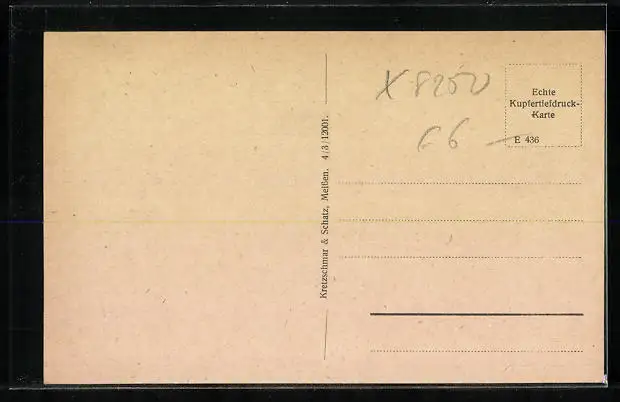 X 8250
Echte
Kupfertiefdruck-
Karte
E 436
66
Kretzschmar & Schatz, Meißen. 4/3/12001.